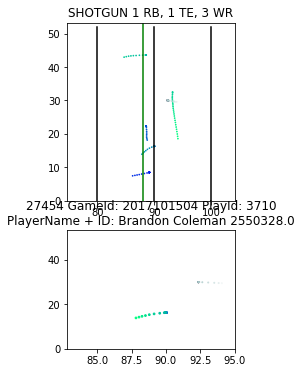 SHOTGUN 1 RB, 1 TE, 3 WR
50
40
30
20
10
0
80 90 100
27454 GameId: 2017101504 PlayId: 3710
PlayerName + ID: Brandon Coleman 2550328.0
40
20
0
85.0 87.5 90.0 92.5 95.0